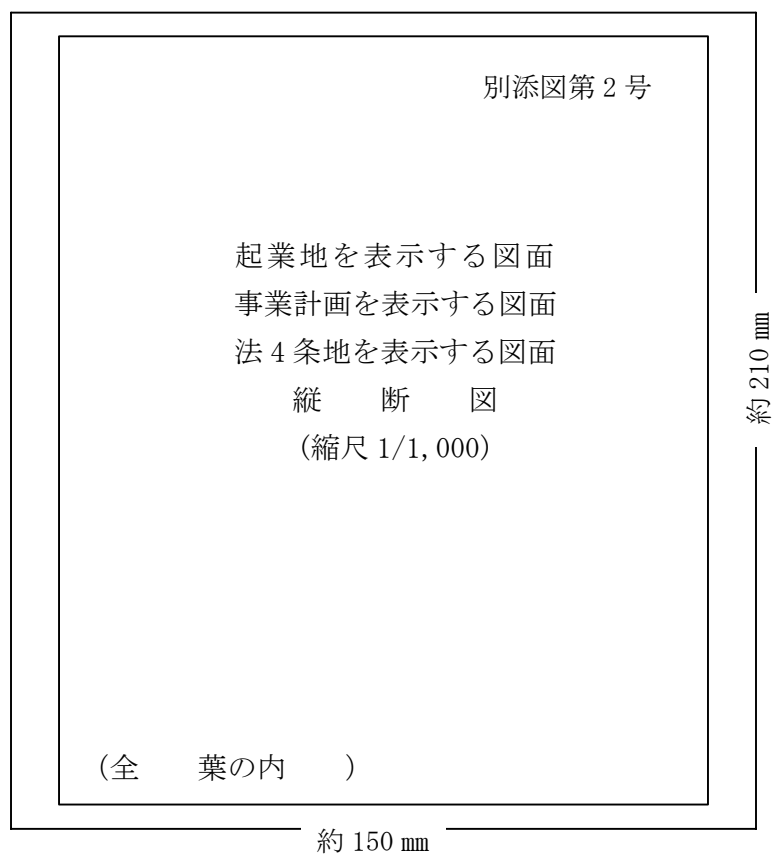 別添図第2号
起業地を表示する図面
事業計画を表示する図面
法4条地を表示する図面
縦　断　図
(縮尺 1/1,000)
約 210 ㎜
(全　　葉の内　　)
約 150 ㎜